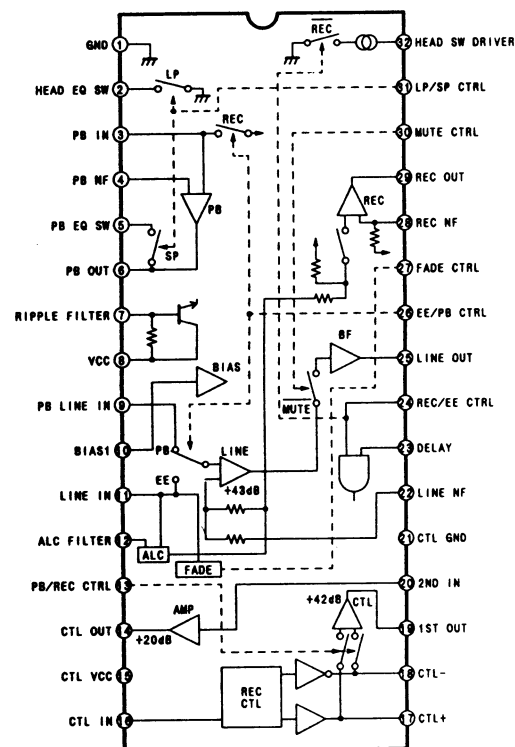 GND 1
HEAD EQ SW 2
PB IN 3
PB NF 4
PB EQ SW 5
PB OUT 6
RIPPLE FILTER 7
VCC 8
PB LINE IN 9
BIAS1 10
LINE IN 11
ALC FILTER 12
PB/REC CTRL 13
CTL OUT 14
CTL VCC 15
CTL IN 16
REC
LP
REC
PB
SP
REC
BIAS
BF
MUTE
PB
LINE
EE
+43dB
ALC
FADE
AMP
+20dB
+42dB
CTL
REC
CTL
32 HEAD SW DRIVER
31 LP/SP CTRL
30 MUTE CTRL
29 REC OUT
28 REC NF
27 FADE CTRL
26 EE/PB CTRL
25 LINE OUT
24 REC/EE CTRL
23 DELAY
22 LINE NF
21 CTL GND
20 2ND IN
19 1ST OUT
18 CTL-
17 CTL+